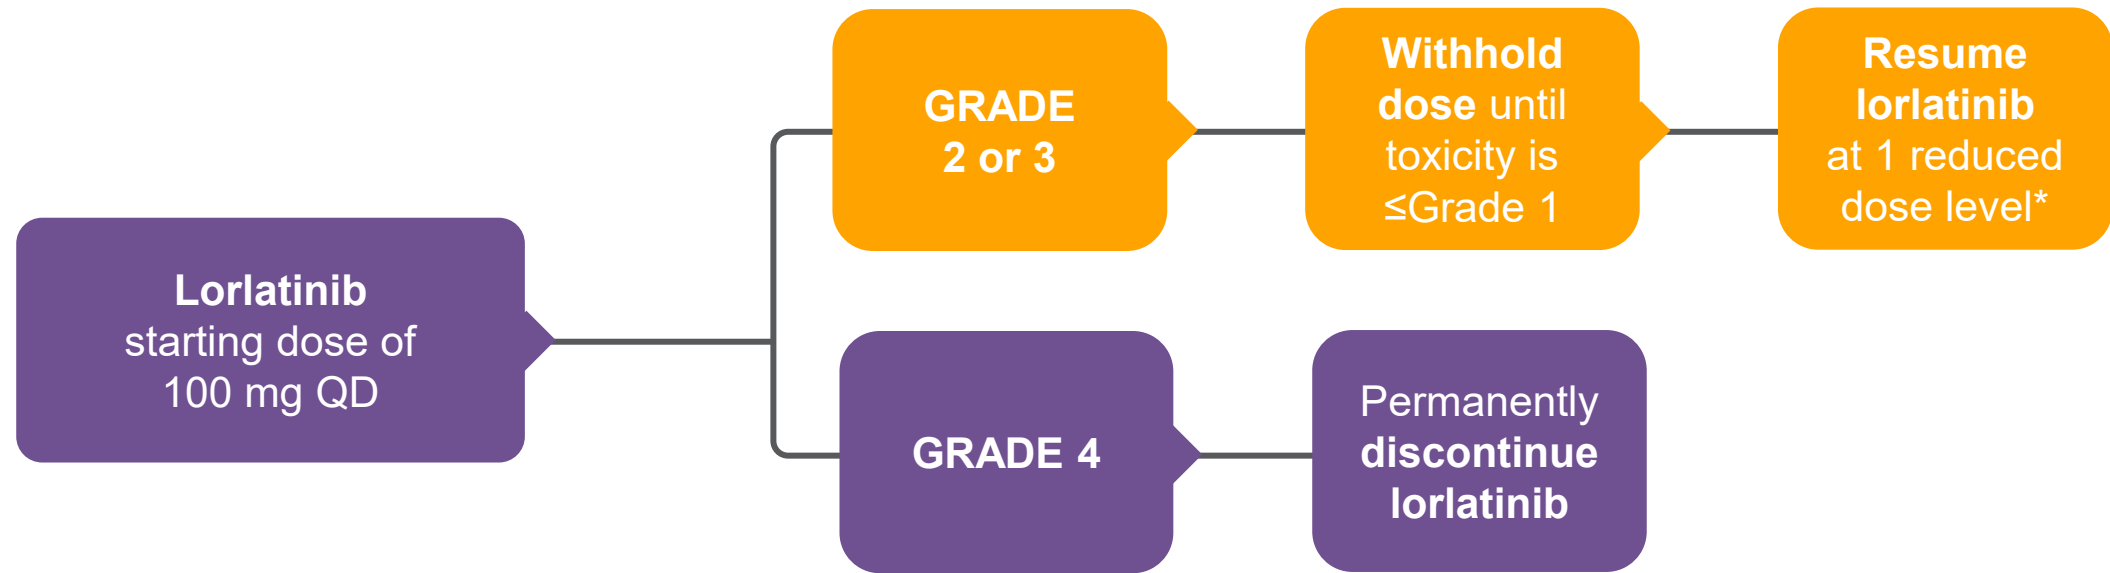 Lorlatinib
starting dose of
100 mg QD
GRADE
2 or 3
Withhold
dose until
toxicity is
≤Grade 1
Resume
lorlatinib
at 1 reduced
dose level*
GRADE 4
Permanently
discontinue
lorlatinib